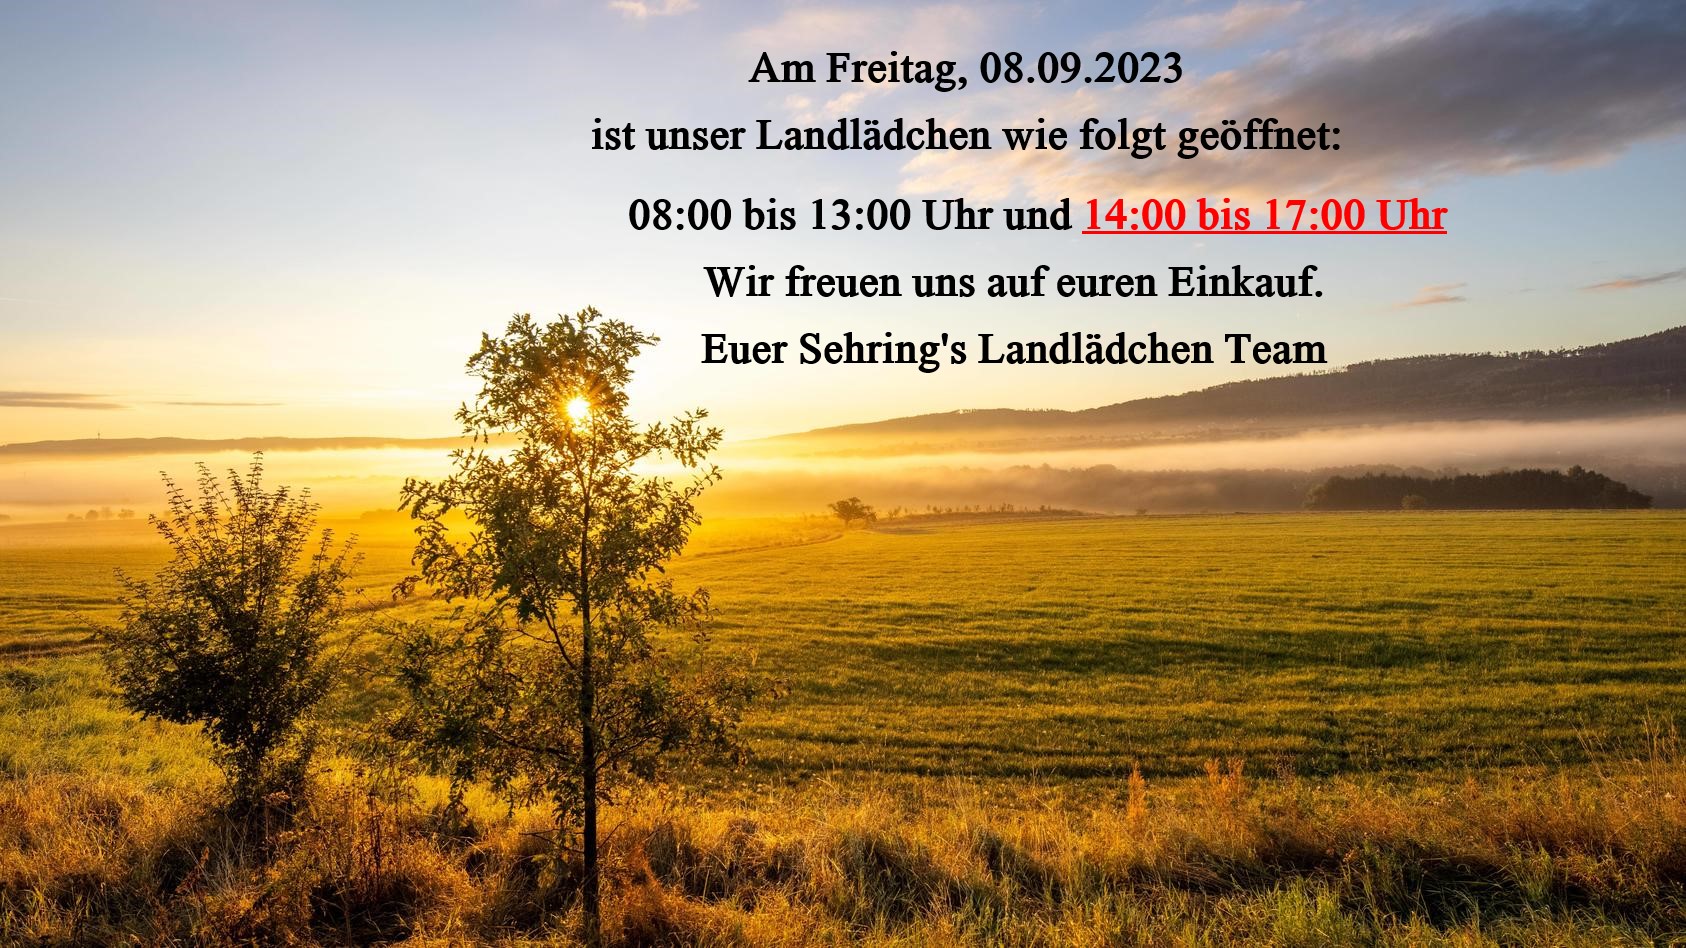 Am Freitag, 08.09.2023
ist unser Landlädchen wie folgt geöffnet:
08:00 bis 13:00 Uhr und 14:00 bis 17:00 Uhr
Wir freuen uns auf euren Einkauf.
Euer Sehring's Landlädchen Team